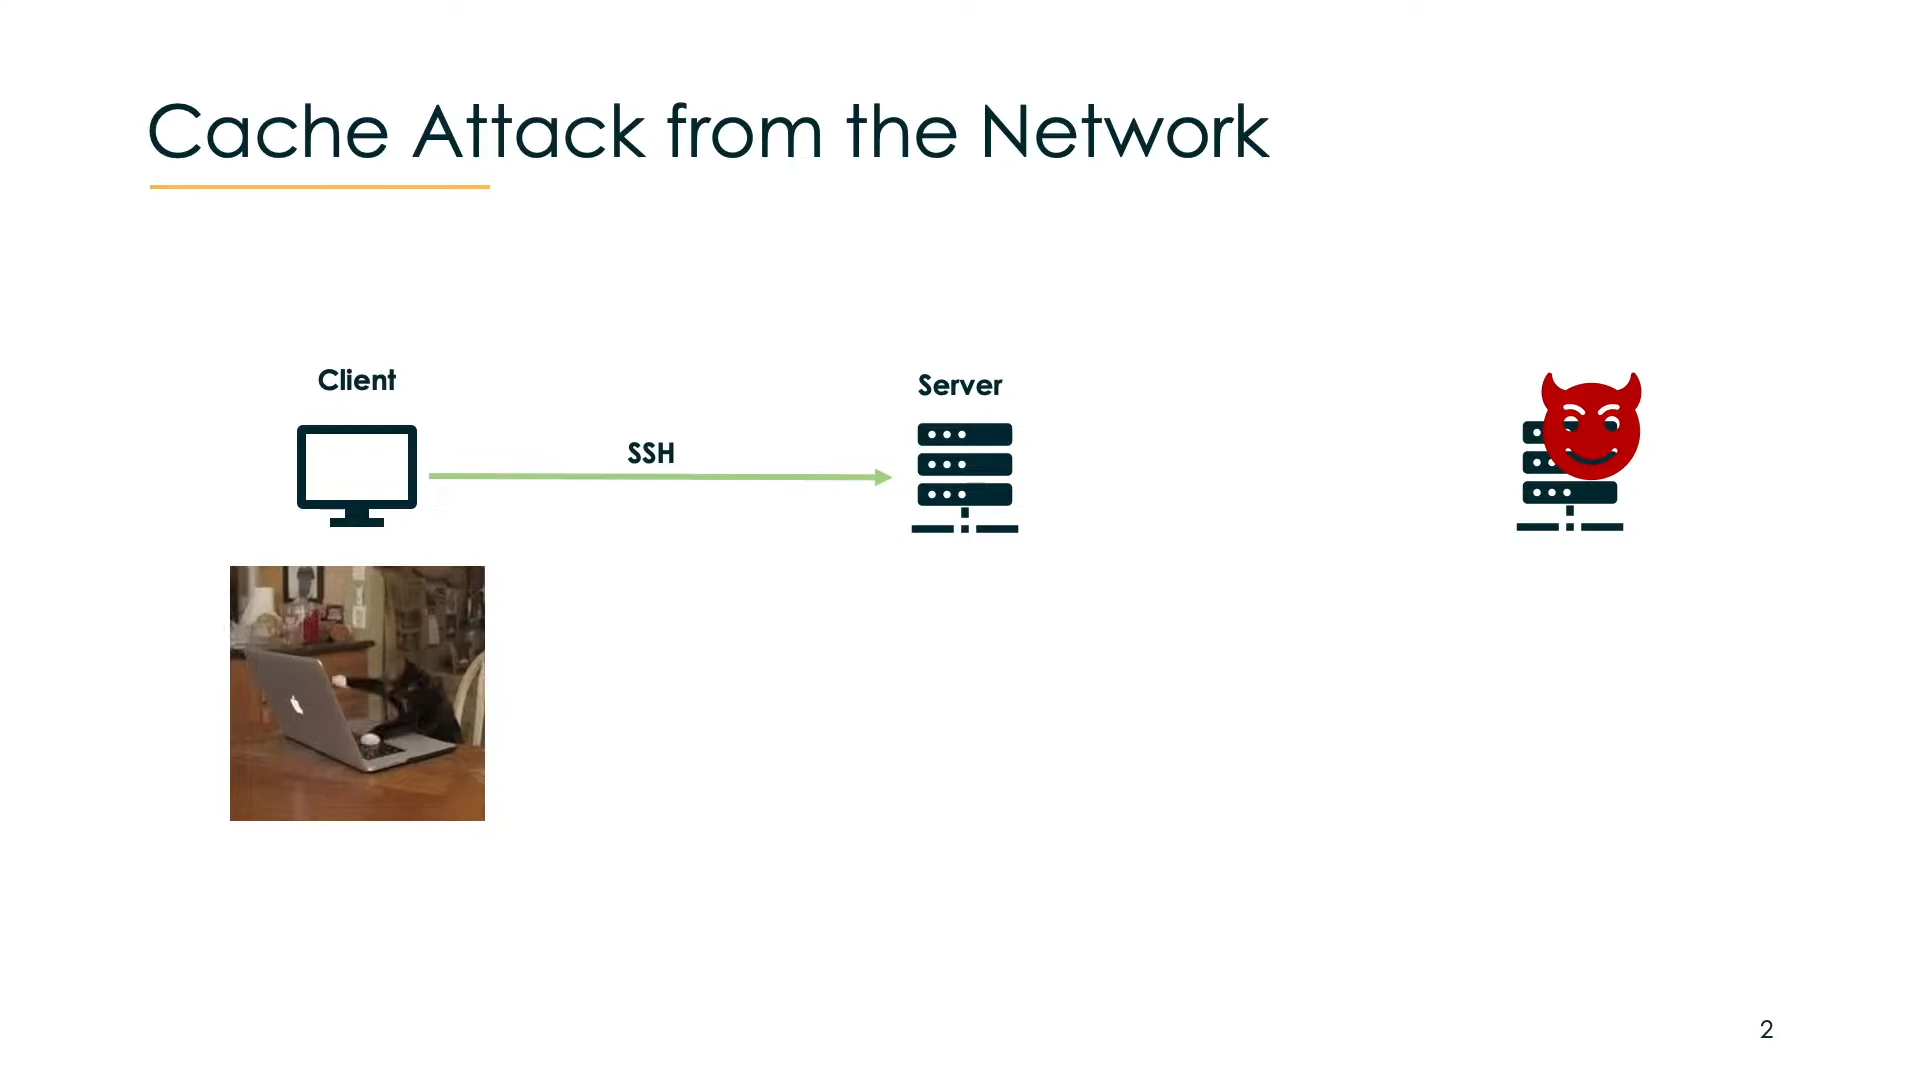 Cache Attack from the Network
Client
Server
SSH
2